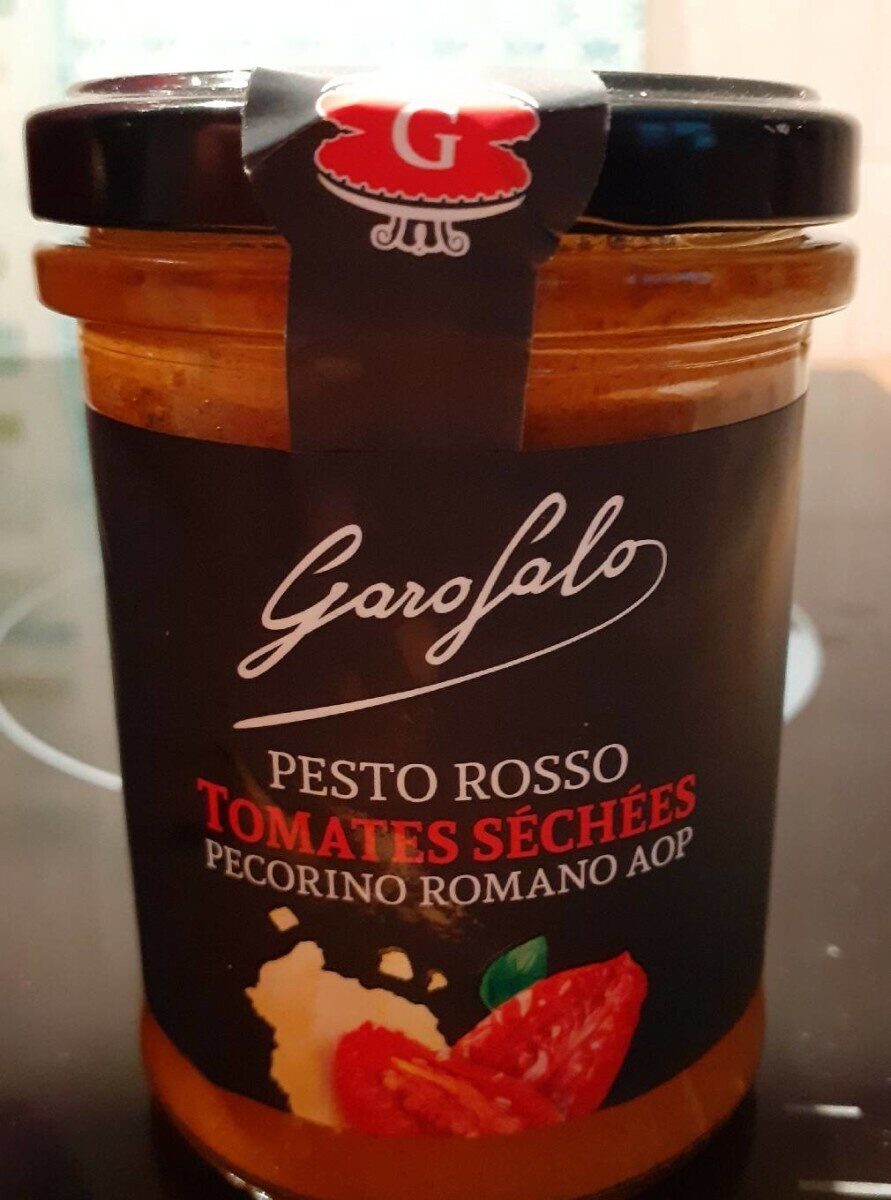 G
Garofalo
PESTO ROSSO
TOMATES SÉCHÉES
PECORINO ROMANO AOP